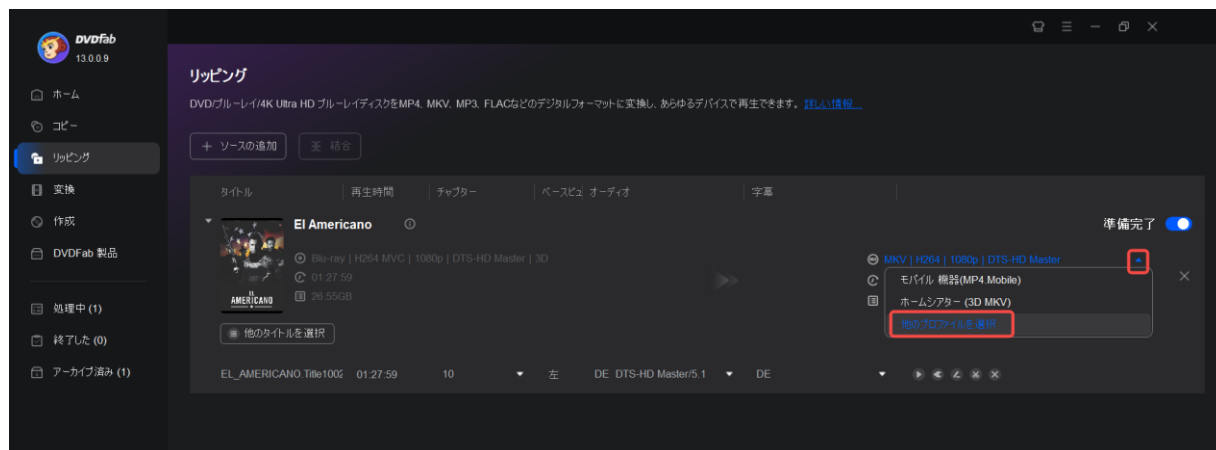 DVDFab
13.0.0.9
ホーム
コピー
リッピング
変換
作成
DVDFab 製品
処理中 (1)
終了した (0)
アーカイブ済み (1)
リッピング
DVD/ブルーレイ/4K Ultra HD ブルーレイディスクをMP4、MKV、MP3、FLACなどのデジタルフォーマットに変換し、あらゆるデバイスで再生できます。 詳しい情報...
+ ソースの追加 結合
タイトル 再生時間 チャプター ベースビュ オーディオ 字幕
El Americano
準備完了
Blu-ray | H264 MVC | 1080p | DTS-HD Master | 3D
01:27:59
26.55GB
EL AMERICANO
MKV | H264 | 1080p | DTS-HD Master
モバイル 機器(MP4.Mobile)
ホームシアター (3D MKV)
他のプロファイルを選択
他のタイトルを選択
EL_AMERICANO.Title1002 01:27:59 10 左 DE DTS-HD Master/5.1 DE